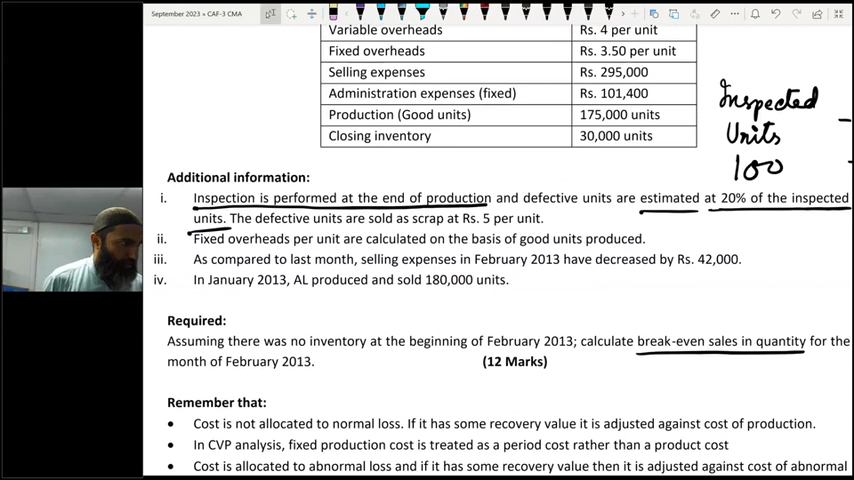 September 2023 » CAF-3 CMA
Variable overheads Rs. 4 per unit
Fixed overheads Rs. 3.50 per unit
Selling expenses Rs. 295,000
Administration expenses (fixed) Rs. 101,400
Production (Good units) 175,000 units
Closing inventory 30,000 units
Inspected
Units
100
Additional information:
i. Inspection is performed at the end of production and defective units are estimated at 20% of the inspected
units. The defective units are sold as scrap at Rs. 5 per unit.
ii. Fixed overheads per unit are calculated on the basis of good units produced.
iii. As compared to last month, selling expenses in February 2013 have decreased by Rs. 42,000.
iv. In January 2013, AL produced and sold 180,000 units.
Required:
Assuming there was no inventory at the beginning of February 2013; calculate break-even sales in quantity for the
month of February 2013. (12 Marks)
Remember that:
• Cost is not allocated to normal loss. If it has some recovery value it is adjusted against cost of production.
• In CVP analysis, fixed production cost is treated as a period cost rather than a product cost
• Cost is allocated to abnormal loss and if it has some recovery value then it is adjusted against cost of abnormal